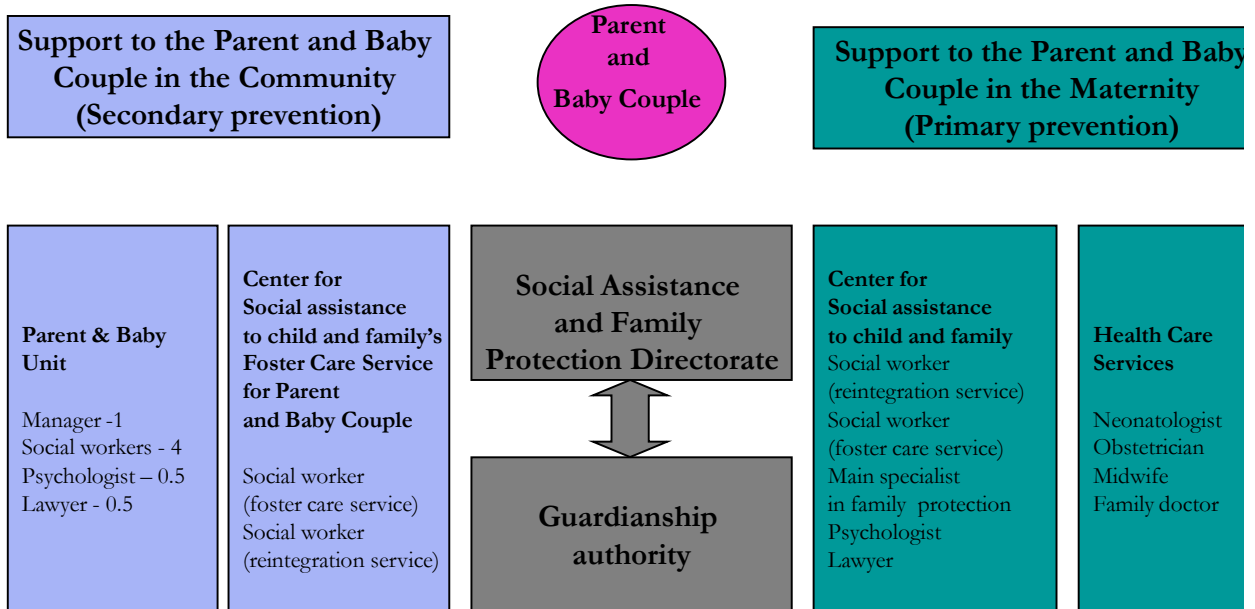 Support to the Parent and Baby
Couple in the Community
(Secondary prevention)
Parent
and
Baby Couple
Support to the Parent and Baby
Couple in the Maternity
(Primary prevention)
Parent & Baby
Unit
Manager -1
Social workers - 4
Psychologist – 0.5
Lawyer - 0.5
Center for
Social assistance
to child and family’s
Foster Care Service
for Parent
and Baby Couple
Social worker
(foster care service)
Social worker
(reintegration service)
Social Assistance
and Family
Protection Directorate
Guardianship
authority
Center for
Social assistance
to child and family
Social worker
(reintegration service)
Social worker
(foster care service)
Main specialist
in family protection
Psychologist
Lawyer
Health Care
Services
Neonatologist
Obstetrician
Midwife
Family doctor